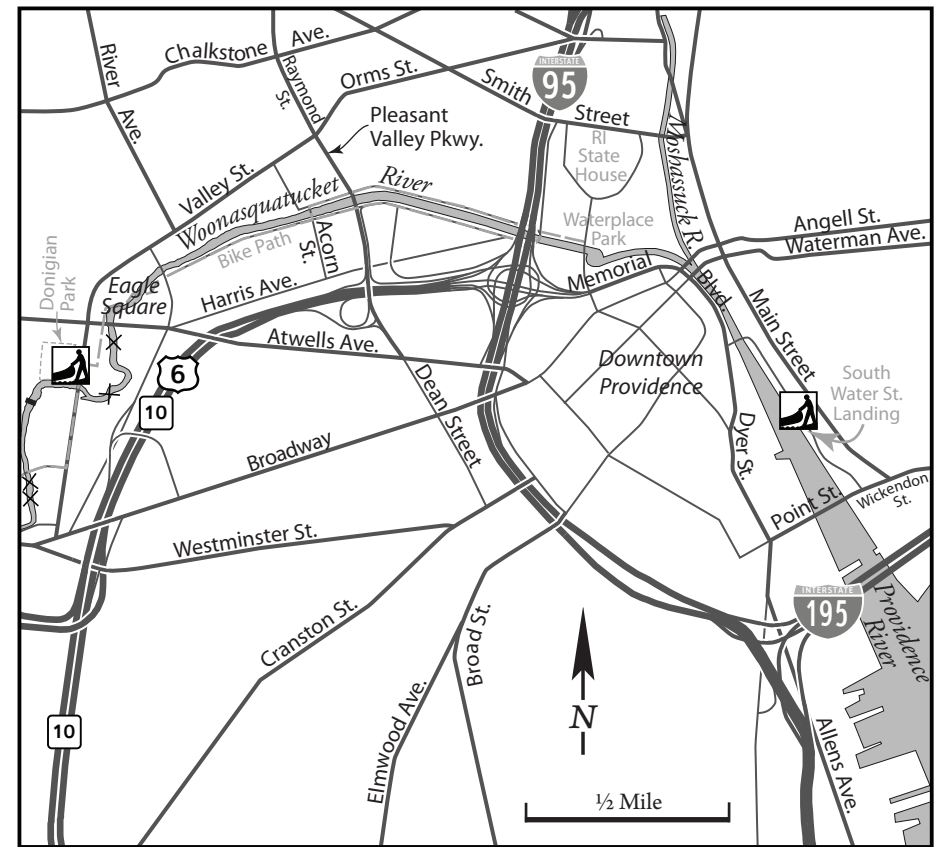 River
Ave.
Chalkstone
Ave.
Raymond
St.
Orms St.
Smith
Street
INTERSTATE
95
Pleasant
Valley Pkwy.
RI
State
House
Moshassuck R.
Valley St.
Woonasquatucket
River
Waterplace
Park
Angell St.
Waterman Ave.
Donigian
Park
Bike Path
Acorn
St.
Eagle
Square
Harris Ave.
Memorial
Blvd.
Main Street
Atwells Ave.
Downtown
Providence
6
10
Dean Street
South
Water St.
Landing
Dyer St.
Broadway
Point St.
Wickendon
St.
Westminster St.
INTERSTATE
195
Providence
River
Cranston St.
Broad St.
Elmwood Ave.
N
10
Allens Ave.
½ Mile